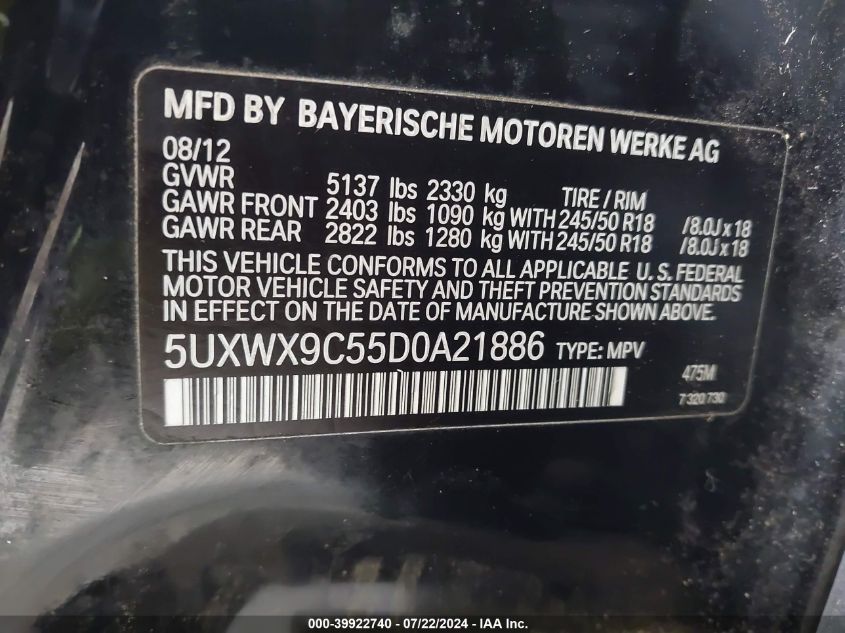 MFD BY BAYERISCHE MOTOREN WERKE AG
08/12
GVWR 5137 lbs 2330 kg TIRE / RIM
GAWR FRONT 2403 lbs 1090 kg WITH 245/50 R18 /8.0J x 18
GAWR REAR 2822 lbs 1280 kg WITH 245/50 R18 /8.0J x 18
THIS VEHICLE CONFORMS TO ALL APPLICABLE U.S. FEDERAL
MOTOR VEHICLE SAFETY AND THEFT PREVENTION STANDARDS
IN EFFECT ON THE DATE OF MANUFACTURE SHOWN ABOVE.
5UXWX9C55D0A21886 TYPE: MPV
475M
7 320 730
000-39922740 - 07/22/2024 - IAA Inc.